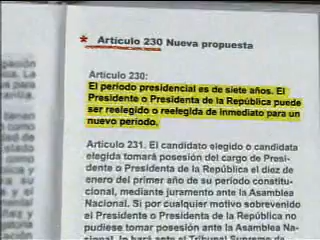 * Artículo 230 Nueva propuesta
Artículo 230:
El período presidencial es de siete años. El
Presidente o Presidenta de la República puede
ser reelegido o reelegida de inmediato para un
nuevo período.
Artículo 231. El candidato elegido o candidata
elegida tomará posesión del cargo de Presi-
dente o Presidenta de la República el diez de
enero del primer año de su período constitu-
cional, mediante juramento ante la Asamblea
Nacional. Si por cualquier motivo sobrevenido
el Presidente o Presidenta de la República no
pudiese tomar posesión ante la Asamblea Na-